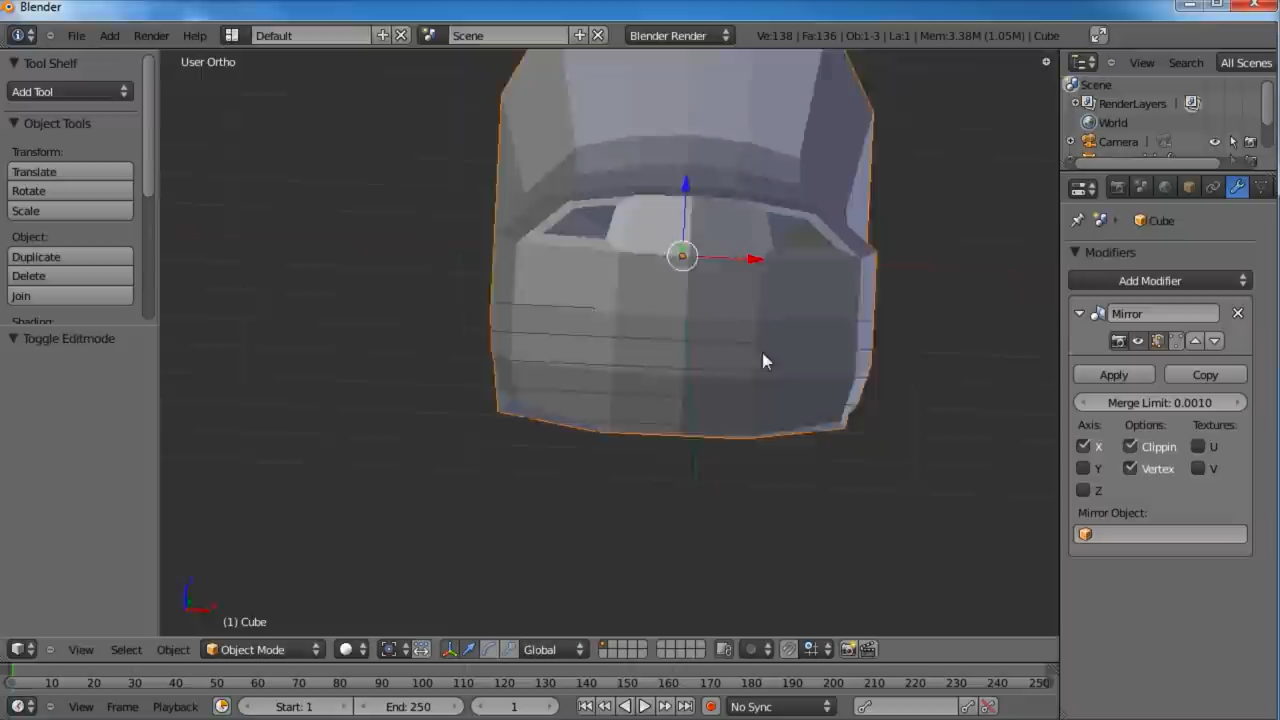 Blender
File Add Render Help Default Scene Blender Render Ve:138 | Fa:136 | Ob:1-3 | La:1 | Mem:3.38M (1.05M) | Cube
Tool Shelf
Add Tool
Object Tools
Transform:
Translate
Rotate
Scale
Object:
Duplicate
Delete
Join
Toggle Editmode
User Ortho
(1) Cube
View Search All Scenes
Scene
RenderLayers
World
Camera
Cube
Modifiers
Add Modifier
Mirror
Apply Copy
Merge Limit: 0.0010
Axis: Options: Textures:
X Clippin U
Y Vertex V
Z
Mirror Object:
View Select Object Object Mode Global
10 20 30 40 50 60 70 80 90 100 110 120 130 140 150 160 170 180 190 200 210 220 230 240 250
View Frame Playback Start: 1 End: 250 1 No Sync